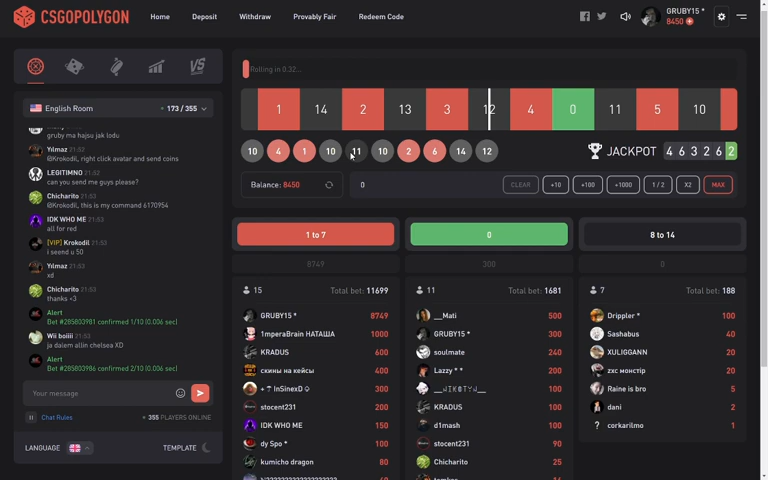 CSGOPOLYGON
Home
Deposit
Withdraw
Provably Fair
Redeem Code
GRUBY15 *
8450
English Room
173 / 355
gruby ma hajsu jak lodu
Yılmaz 21:52
@Krokodil, right click avatar and send coins
LEGITIMNO 21:52
can you send me guys please?
Chicharito 21:53
@Krokodil, this is my command 6170954
IDK WHO ME 21:53
all for red
[VIP] Krokodil 21:53
i seend u 50
Yılmaz 21:53
xd
Chicharito 21:53
thanks <3
Alert
Bet #285803981 confirmed 1/10 (0.006 sec)
Wii boiiii 21:53
ja dalem allin chelsea XD
Alert
Bet #285803986 confirmed 2/10 (0.006 sec)
Your message
Chat Rules
355 PLAYERS ONLINE
LANGUAGE
TEMPLATE
Rolling in 0.32...
1 14 2 13 3 12 4 0 11 5 10
10 4 1 10 11 10 2 6 14 12
JACKPOT 463262
Balance: 8450
0
CLEAR
+10
+100
+1000
1 / 2
X2
MAX
1 to 7
8749
15
Total bet: 11699
GRUBY15 * 8749
1mperaBrain НАТАША 1000
KRADUS 600
скины на кейсы 400
InSinexD 300
stocent231 200
IDK WHO ME 150
dy Spo * 100
kumicho dragon 80
0
300
11
Total bet: 1681
__Mati 500
GRUBY15 * 300
soulmate 240
Lazzy * * 200
100
KRADUS 100
d1mash 100
stocent231 90
Chicharito 25
8 to 14
0
7
Total bet: 188
Drippler * 100
Sashabus 40
XULIGGANN 20
zxc монстір 20
Raine is bro 5
dani 2
corkarilmo 1